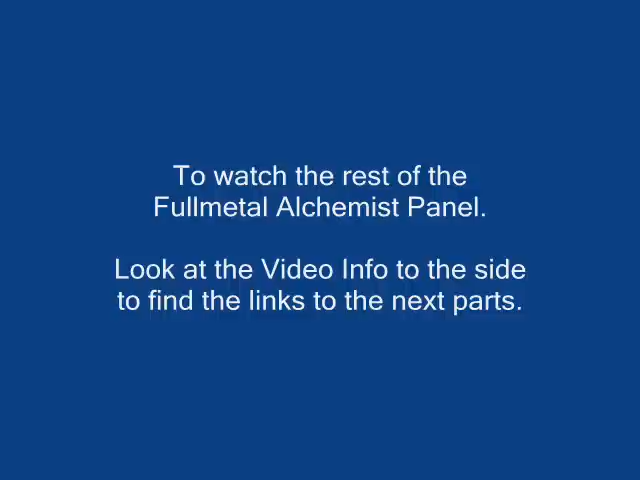 To watch the rest of the
Fullmetal Alchemist Panel.
Look at the Video Info to the side
to find the links to the next parts.